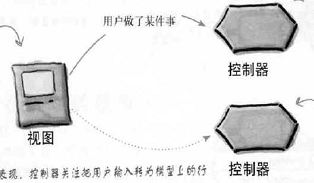 用户做了某件事
控制器
视图
表现，控制器关注把用户输入转为模型上的行
控制器